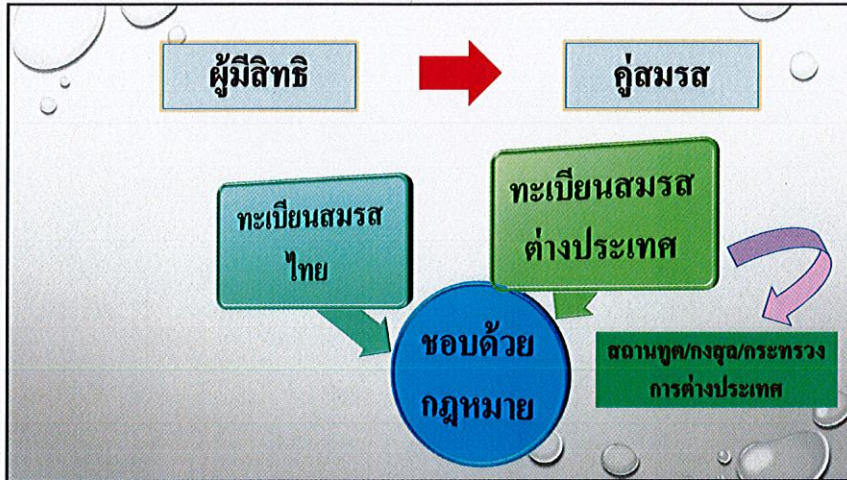 ผู้มีสิทธิ
คู่สมรส
ทะเบียนสมรส
ไทย
ทะเบียนสมรส
ต่างประเทศ
ชอบด้วย
กฎหมาย
สถานทูต/กงสุล/กระทรวง
การต่างประเทศ